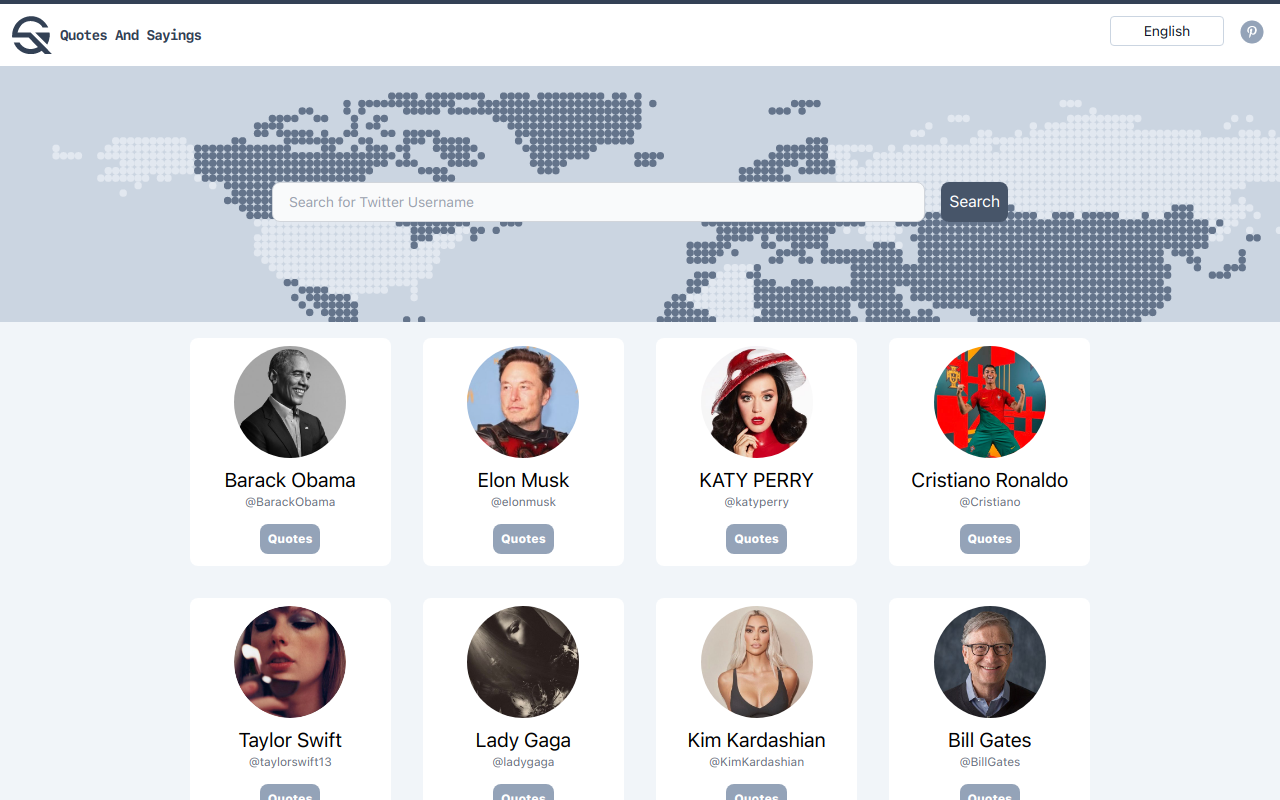 Quotes And Sayings
English
Search for Twitter Username
Search
Barack Obama
@BarackObama
Quotes
Elon Musk
@elonmusk
Quotes
KATY PERRY
@katyperry
Quotes
Cristiano Ronaldo
@Cristiano
Quotes
Taylor Swift
@taylorswift13
Quotes
Lady Gaga
@ladygaga
Quotes
Kim Kardashian
@KimKardashian
Quotes
Bill Gates
@BillGates
Quotes